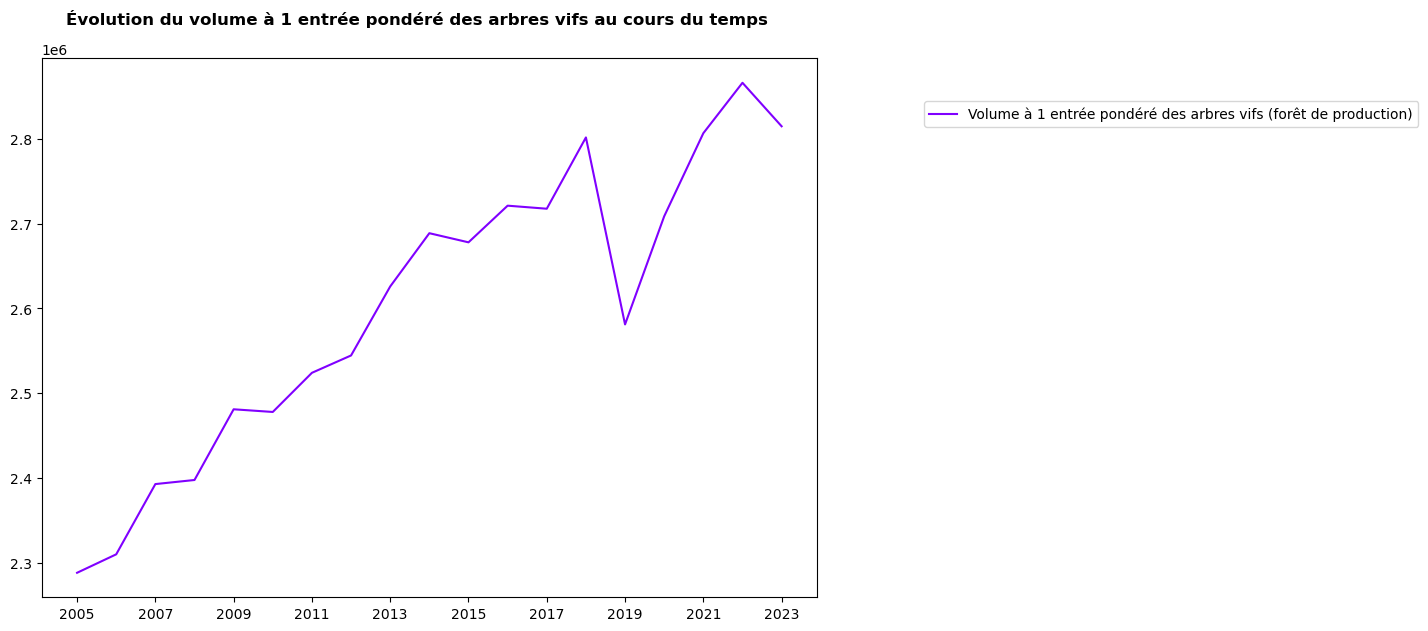 Évolution du volume à 1 entrée pondéré des arbres vifs au cours du temps
1e6
Volume à 1 entrée pondéré des arbres vifs (forêt de production)
2.8
2.7
2.6
2.5
2.4
2.3
2005 2007 2009 2011 2013 2015 2017 2019 2021 2023